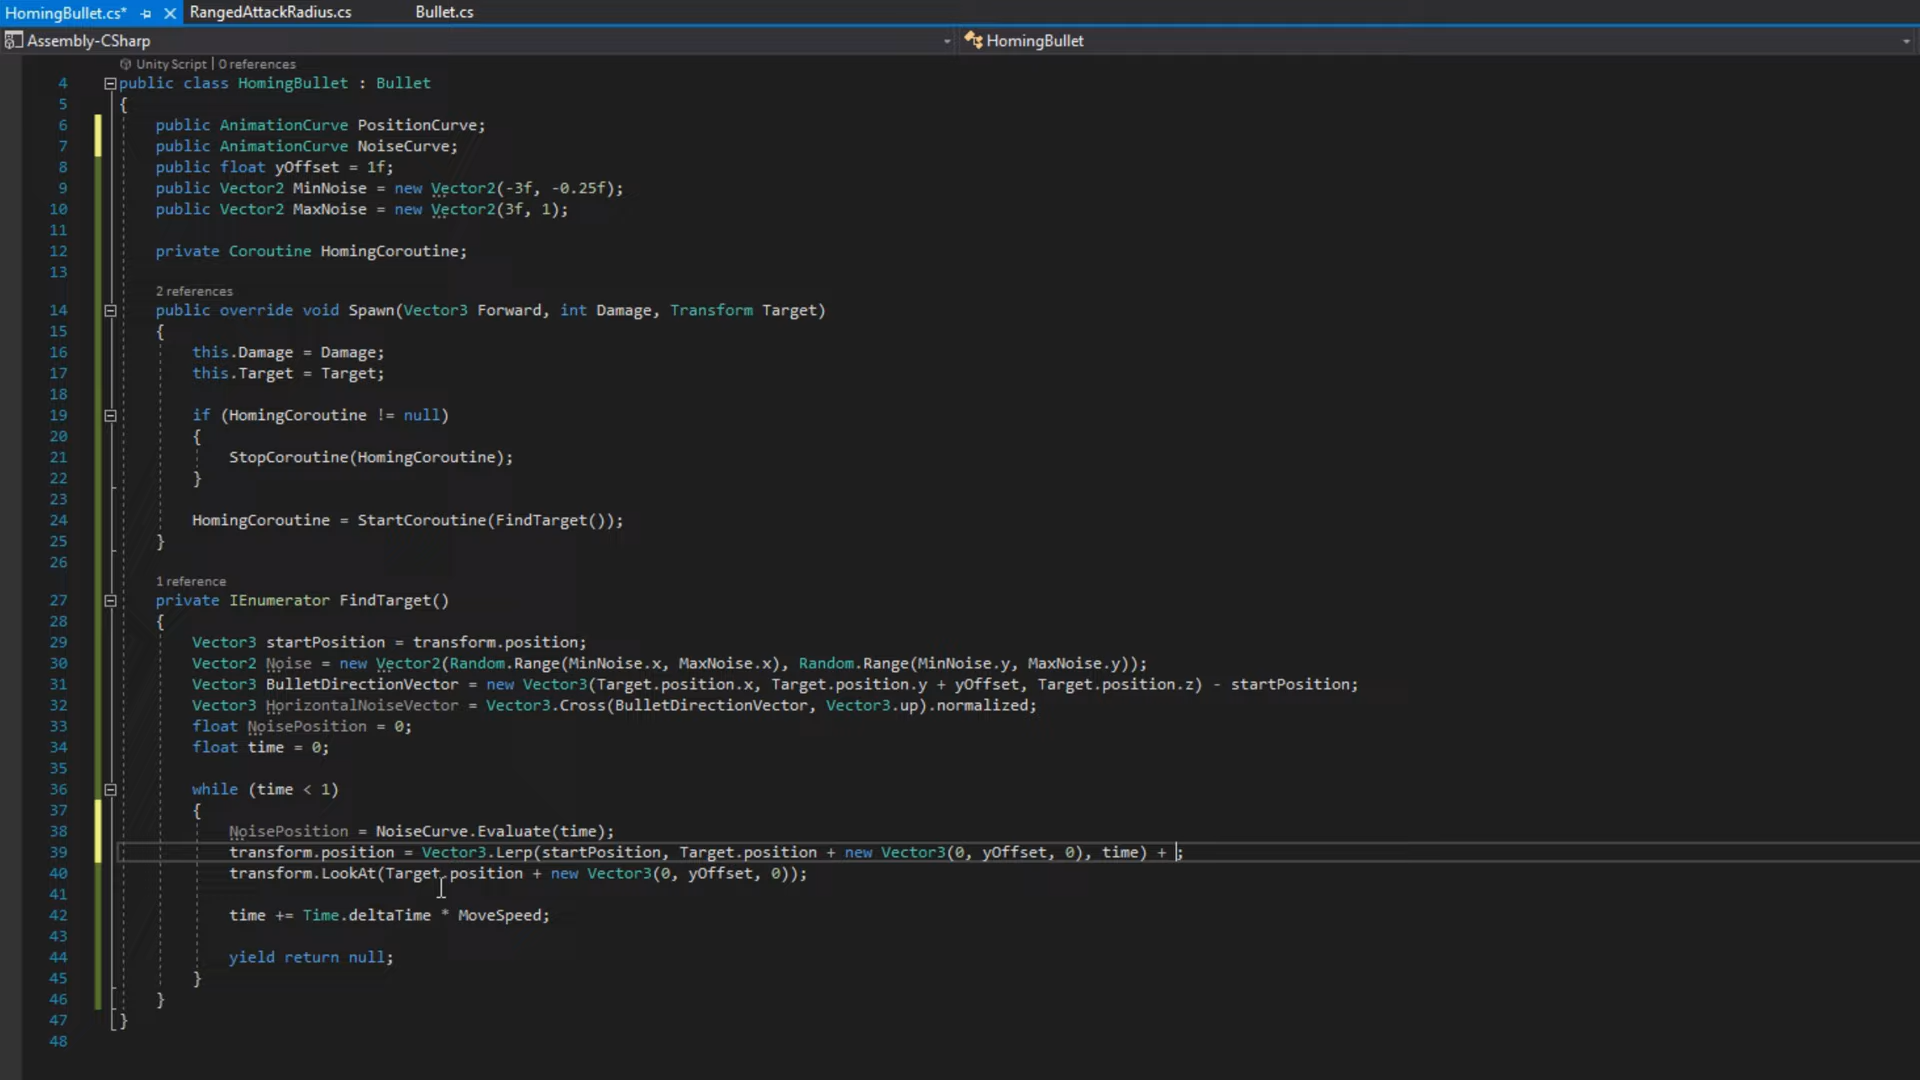 HomingBullet.cs* RangedAttackRadius.cs Bullet.cs
Assembly-CSharp HomingBullet
Unity Script | 0 references
4 public class HomingBullet : Bullet
5 {
6 public AnimationCurve PositionCurve;
7 public AnimationCurve NoiseCurve;
8 public float yOffset = 1f;
9 public Vector2 MinNoise = new Vector2(-3f, -0.25f);
10 public Vector2 MaxNoise = new Vector2(3f, 1);
11
12 private Coroutine HomingCoroutine;
13
2 references
14 public override void Spawn(Vector3 Forward, int Damage, Transform Target)
15 {
16 this.Damage = Damage;
17 this.Target = Target;
18
19 if (HomingCoroutine != null)
20 {
21 StopCoroutine(HomingCoroutine);
22 }
23
24 HomingCoroutine = StartCoroutine(FindTarget());
25 }
26
1 reference
27 private IEnumerator FindTarget()
28 {
29 Vector3 startPosition = transform.position;
30 Vector2 Noise = new Vector2(Random.Range(MinNoise.x, MaxNoise.x), Random.Range(MinNoise.y, MaxNoise.y));
31 Vector3 BulletDirectionVector = new Vector3(Target.position.x, Target.position.y + yOffset, Target.position.z) - startPosition;
32 Vector3 HorizontalNoiseVector = Vector3.Cross(BulletDirectionVector, Vector3.up).normalized;
33 float NoisePosition = 0;
34 float time = 0;
35
36 while (time < 1)
37 {
38 NoisePosition = NoiseCurve.Evaluate(time);
39 transform.position = Vector3.Lerp(startPosition, Target.position + new Vector3(0, yOffset, 0), time) + ;
40 transform.LookAt(Target.position + new Vector3(0, yOffset, 0));
41
42 time += Time.deltaTime * MoveSpeed;
43
44 yield return null;
45 }
46 }
47 }
48